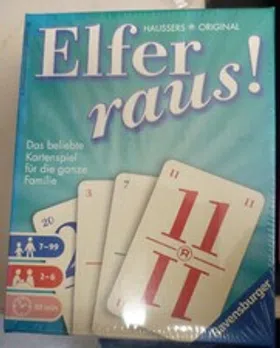 HAUSSERS ORIGINAL
Elfer
raus!
Das beliebte
Kartenspiel
für die ganze
Familie
20
3
7
11
11
11
11
R
7-99
2-6
Ravensburger